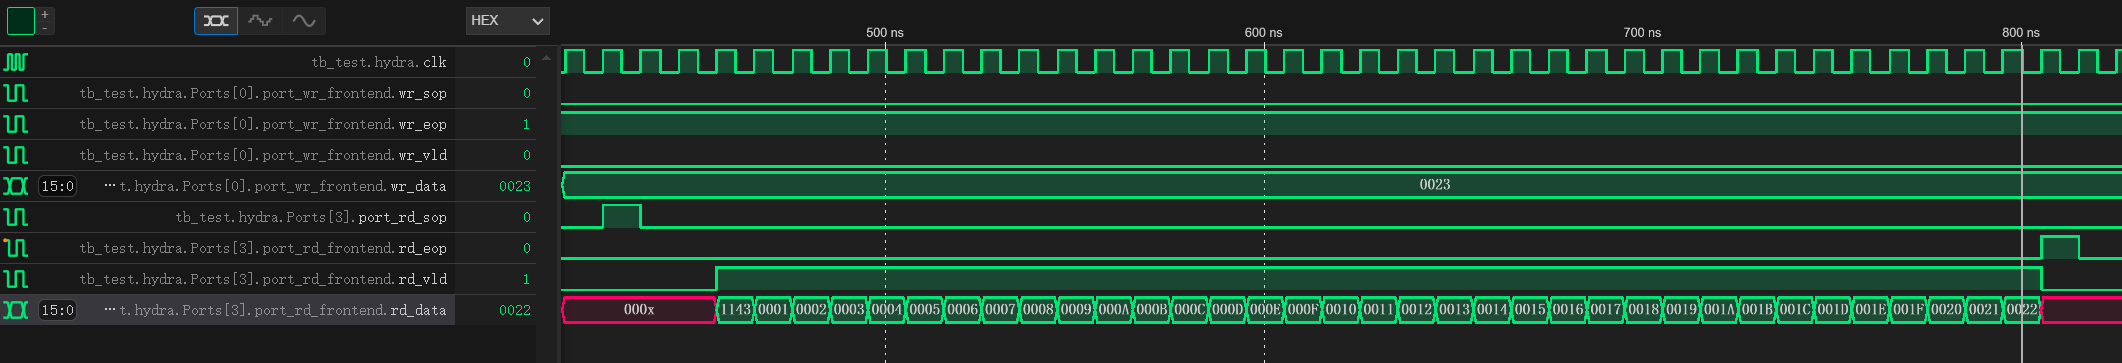 +
-
HEX
500 ns 600 ns 700 ns 800 ns
tb_test.hydra.clk 0
tb_test.hydra.Ports[0].port_wr_frontend.wr_sop 0
tb_test.hydra.Ports[0].port_wr_frontend.wr_eop 1
tb_test.hydra.Ports[0].port_wr_frontend.wr_vld 0
15:0 ···t.hydra.Ports[0].port_wr_frontend.wr_data 0023 0023
tb_test.hydra.Ports[3].port_rd_sop 0
tb_test.hydra.Ports[3].port_rd_frontend.rd_eop 0
tb_test.hydra.Ports[3].port_rd_frontend.rd_vld 1
15:0 ···t.hydra.Ports[3].port_rd_frontend.rd_data 0022 000x 1143 0001 0002 0003 0004 0005 0006 0007 0008 0009 000A 000B 000C 000D 000E 000F 0010 0011 0012 0013 0014 0015 0016 0017 0018 0019 001A 001B 001C 001D 001E 001F 0020 0021 0022